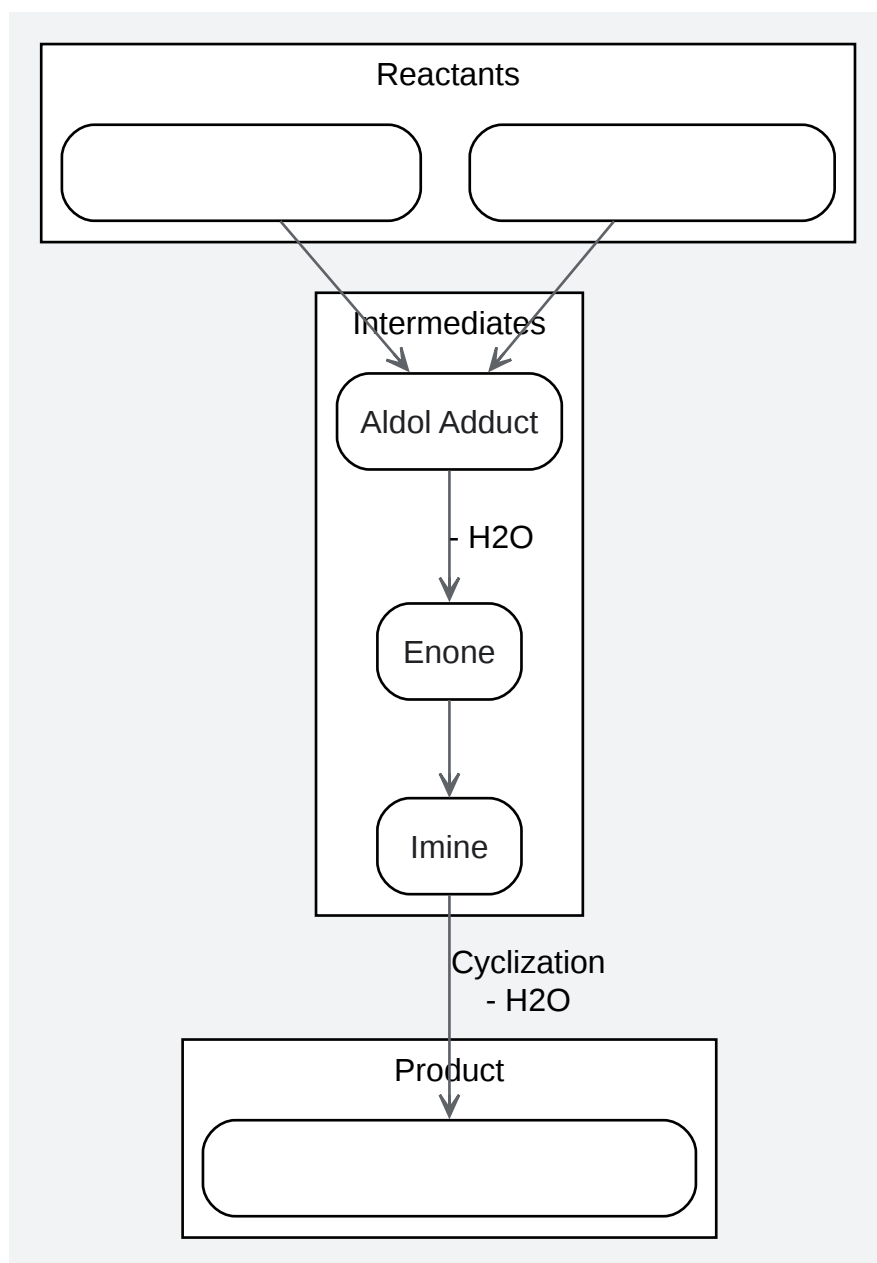 Reactants
Intermediates
Aldol Adduct
- H2O
Enone
Imine
Cyclization
- H2O
Product